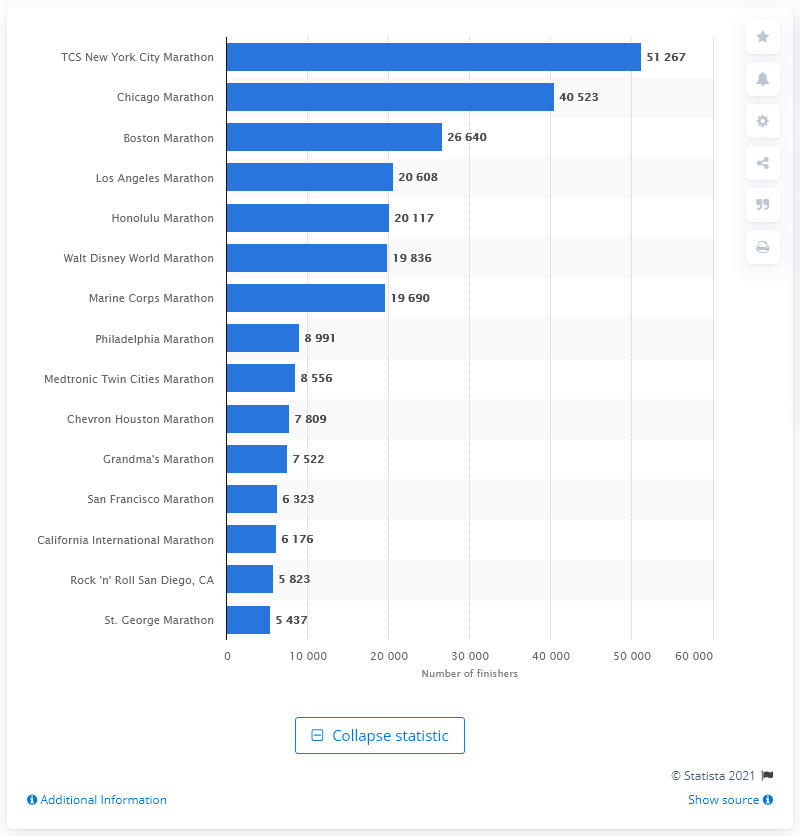 TCS New York City Marathon 51 267
Chicago Marathon 40 523
Boston Marathon 26 640
Los Angeles Marathon 20 608
Honolulu Marathon 20 117
Walt Disney World Marathon 19 836
Marine Corps Marathon 19 690
Philadelphia Marathon 8 991
Medtronic Twin Cities Marathon 8 556
Chevron Houston Marathon 7 809
Grandma's Marathon 7 522
San Francisco Marathon 6 323
California International Marathon 6 176
Rock 'n' Roll San Diego, CA 5 823
St. George Marathon 5 437
0 10 000 20 000 30 000 40 000 50 000 60 000
Number of finishers
Collapse statistic
© Statista 2021
Additional Information Show source